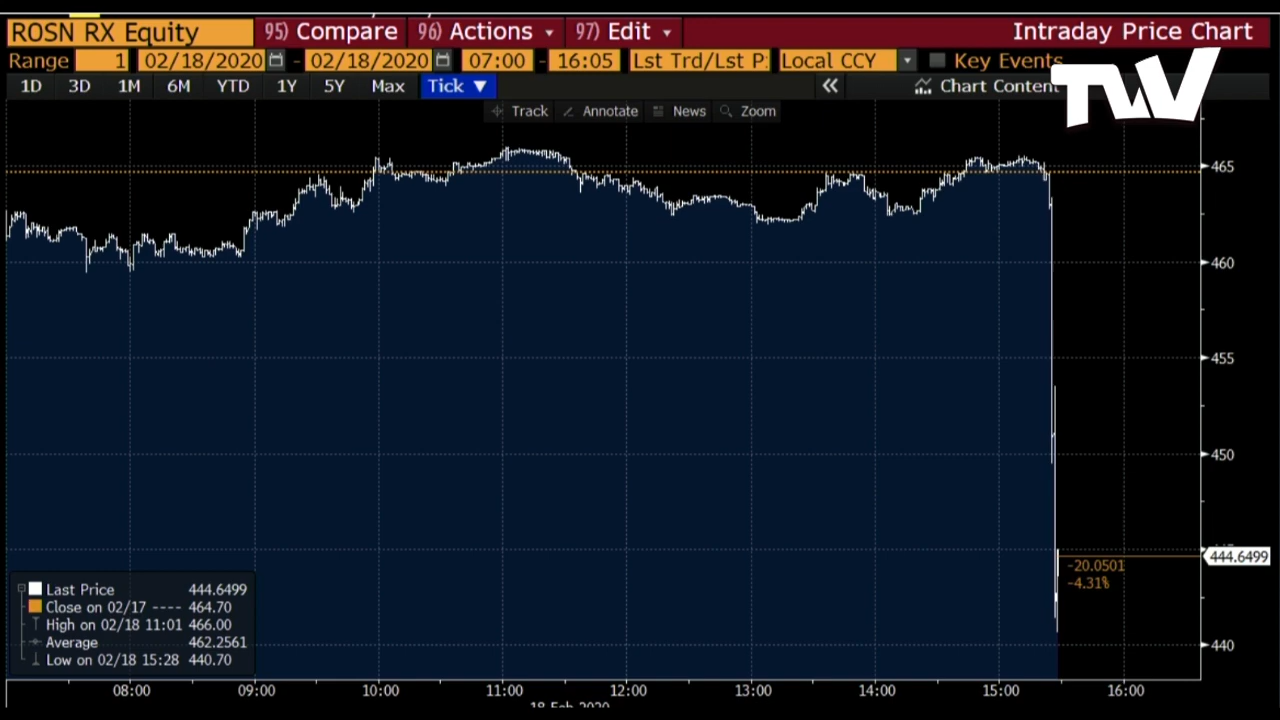 ROSN RX Equity 95) Compare 96) Actions 97) Edit Intraday Price Chart
Range 1 02/18/2020 - 02/18/2020 07:00 - 16:05 Lst Trd/Lst P Local CCY Key Events
1D 3D 1M 6M YTD 1Y 5Y Max Tick ▼ « Chart Content
TW
Track Annotate News Zoom
465
460
455
450
444.6499
-20.0501
-4.31%
440
Last Price 444.6499
Close on 02/17 ---- 464.70
High on 02/18 11:01 466.00
Average 462.2561
Low on 02/18 15:28 440.70
08:00 09:00 10:00 11:00 12:00 13:00 14:00 15:00 16:00
18 Feb 2020